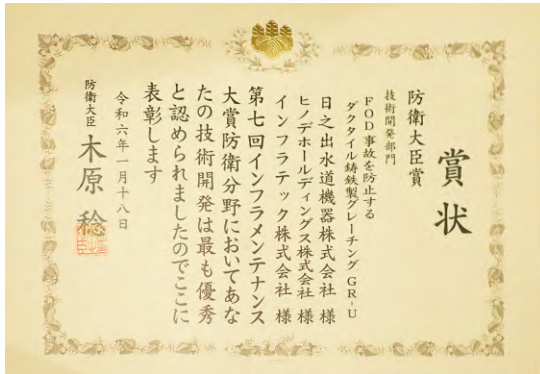 賞状
防衛大臣賞
技術開発部門
FOD事故を防止する
ダクタイル鋳鉄製グレーチング GR-U
日之出水道機器株式会社 様
ヒノデホールディングス株式会社 様
インフラテック株式会社 様
第七回インフラメンテナンス
大賞防衛分野においてあな
たの技術開発は最も優秀
と認められましたのでここに
表彰します
令和六年一月十八日
防衛大臣 木原 稔